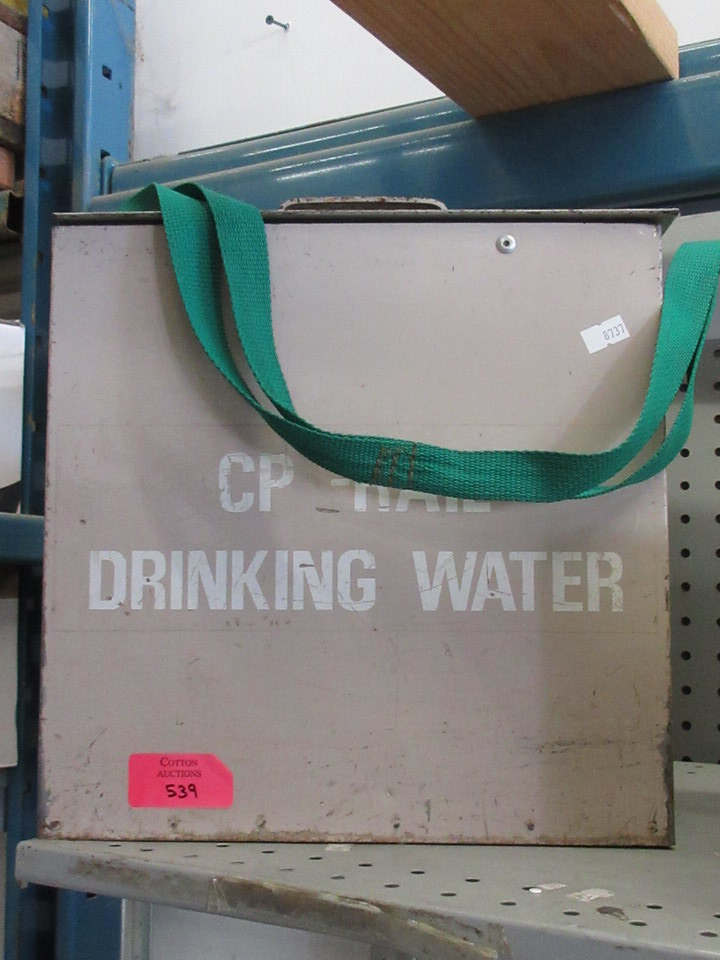 8737
CP RAIL
DRINKING WATER
COTTON
AUCTIONS
539